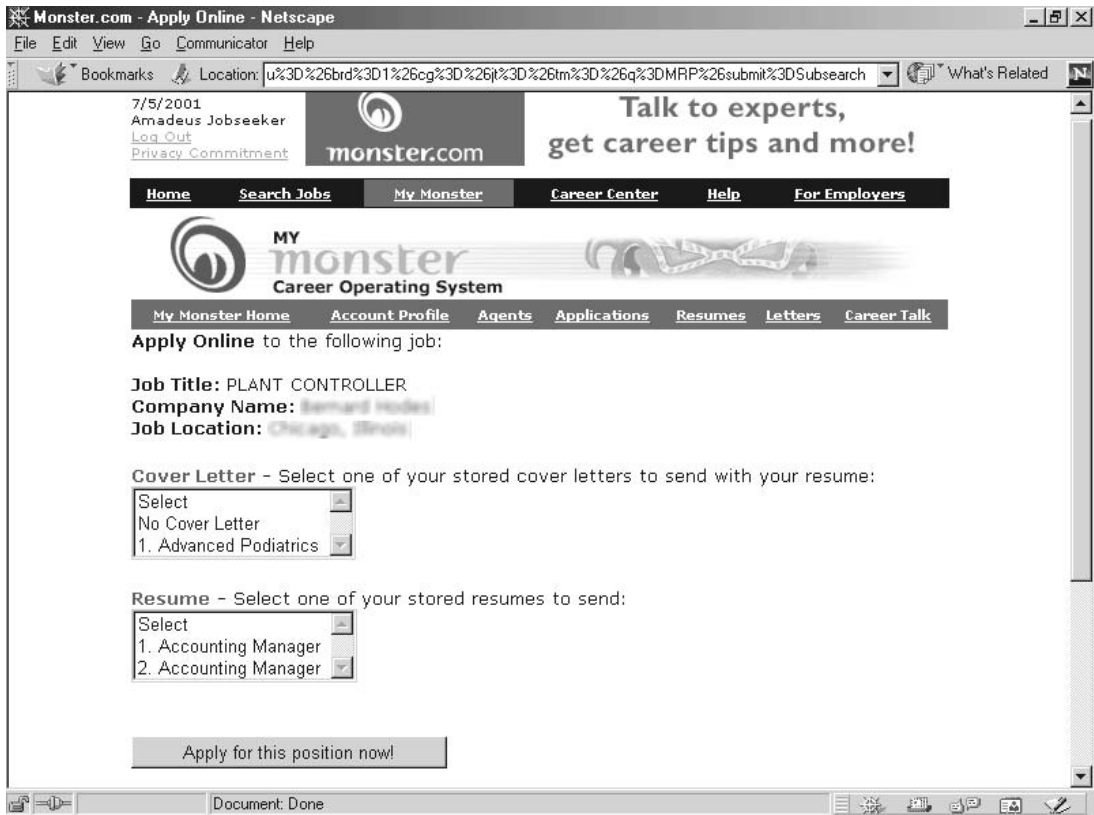 Monster.com - Apply Online - Netscape
File Edit View Go Communicator Help
Bookmarks Location: u%3D%26brd%3D1%26cg%3D%26jt%3D%26tm%3D%26q%3DMRP%26submit%3DSubsearch What's Related N
7/5/2001
Amadeus Jobseeker
Log Out
Privacy Commitment
monster.com
Talk to experts,
get career tips and more!
Home Search Jobs My Monster Career Center Help For Employers
MY
monster
Career Operating System
My Monster Home Account Profile Agents Applications Resumes Letters Career Talk
Apply Online to the following job:
Job Title: PLANT CONTROLLER
Company Name:
Job Location:
Cover Letter - Select one of your stored cover letters to send with your resume:
Select
No Cover Letter
1. Advanced Podiatrics
Resume - Select one of your stored resumes to send:
Select
1. Accounting Manager
2. Accounting Manager
Apply for this position now!
Document: Done